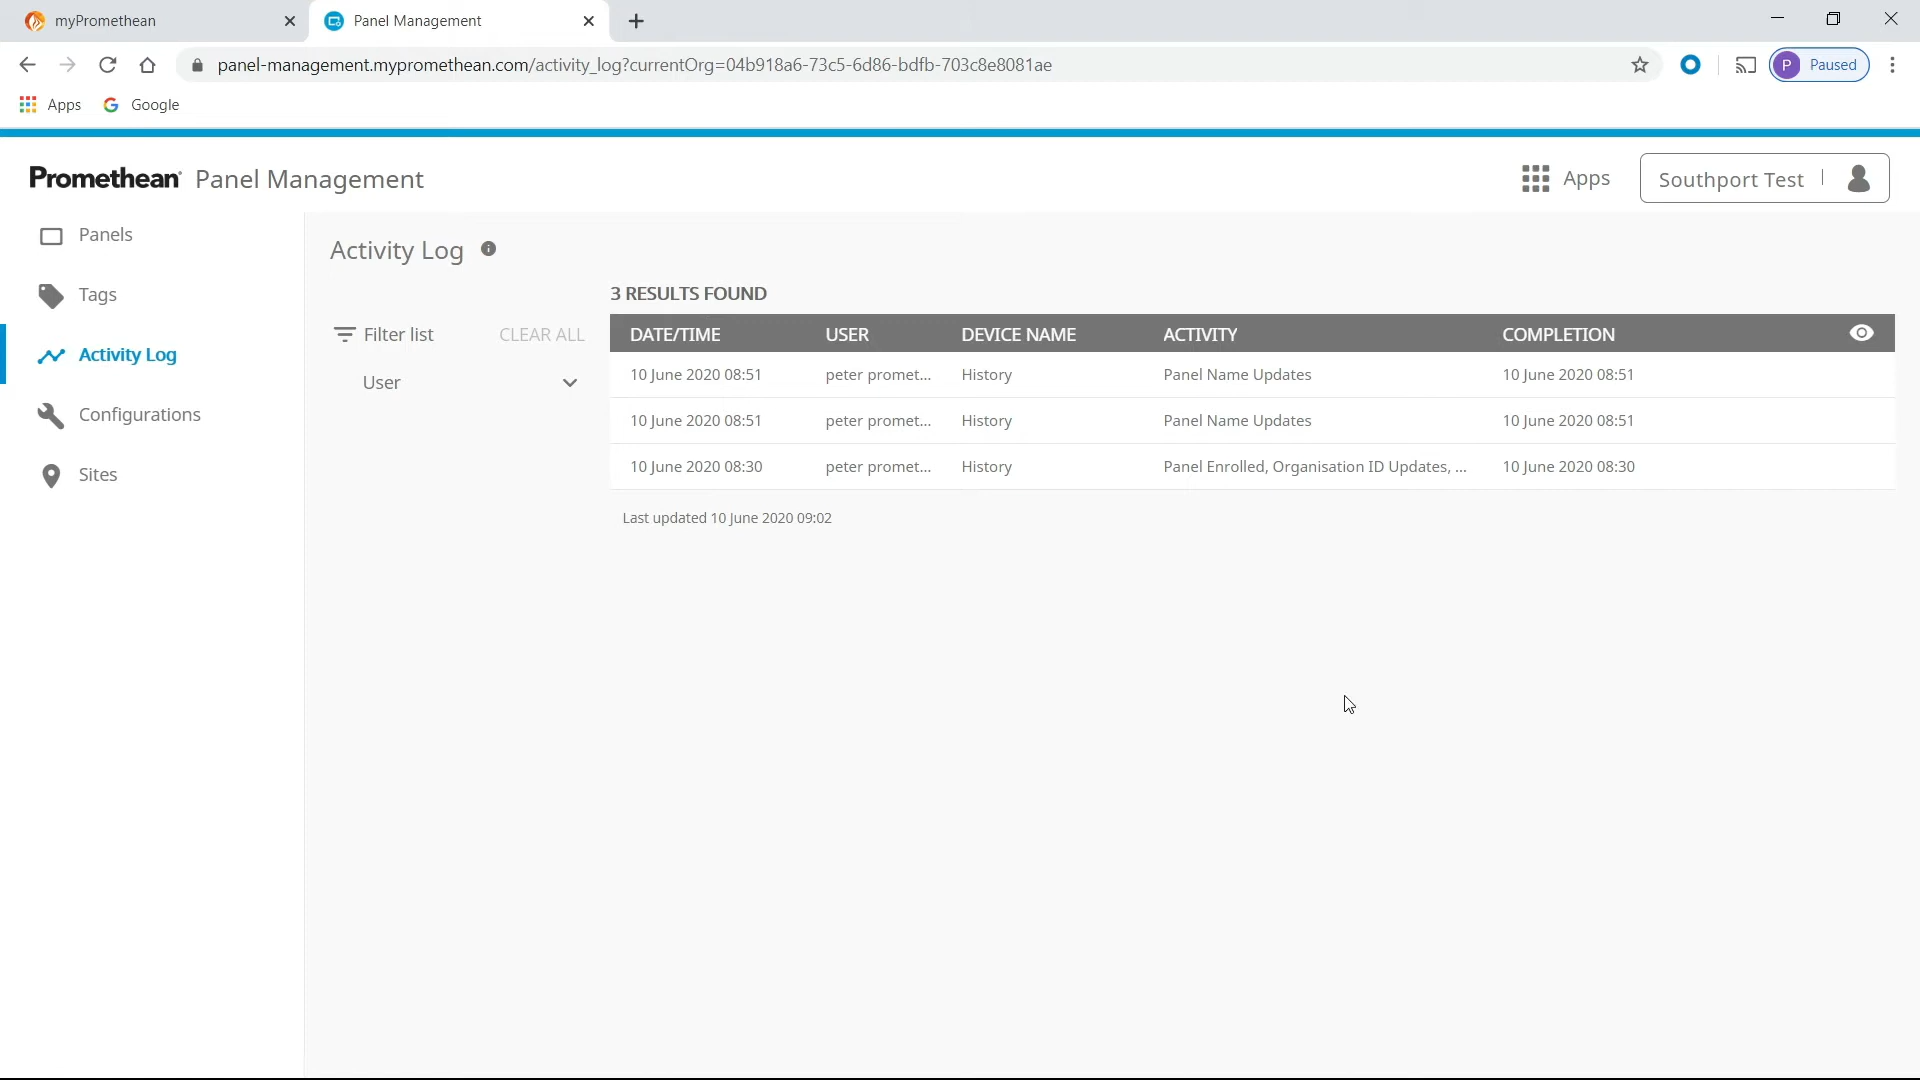 myPromethean
Panel Management
panel-management.mypromethean.com/activity_log?currentOrg=04b918a6-73c5-6d86-bdfb-703c8e8081ae
P Paused
Apps Google
Promethean Panel Management
Apps
Southport Test
Panels
Tags
Activity Log
Configurations
Sites
Activity Log
3 RESULTS FOUND
Filter list CLEAR ALL
User
DATE/TIME USER DEVICE NAME ACTIVITY COMPLETION
10 June 2020 08:51 peter promet... History Panel Name Updates 10 June 2020 08:51
10 June 2020 08:51 peter promet... History Panel Name Updates 10 June 2020 08:51
10 June 2020 08:30 peter promet... History Panel Enrolled, Organisation ID Updates, ... 10 June 2020 08:30
Last updated 10 June 2020 09:02